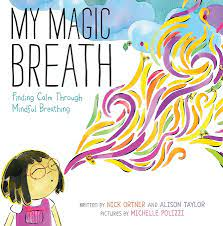 MY MAGIC
BREATH
Finding Calm Through
Mindful Breathing
WRITTEN BY NICK ORTNER AND ALISON TAYLOR
PICTURES BY MICHELLE POLIZZI